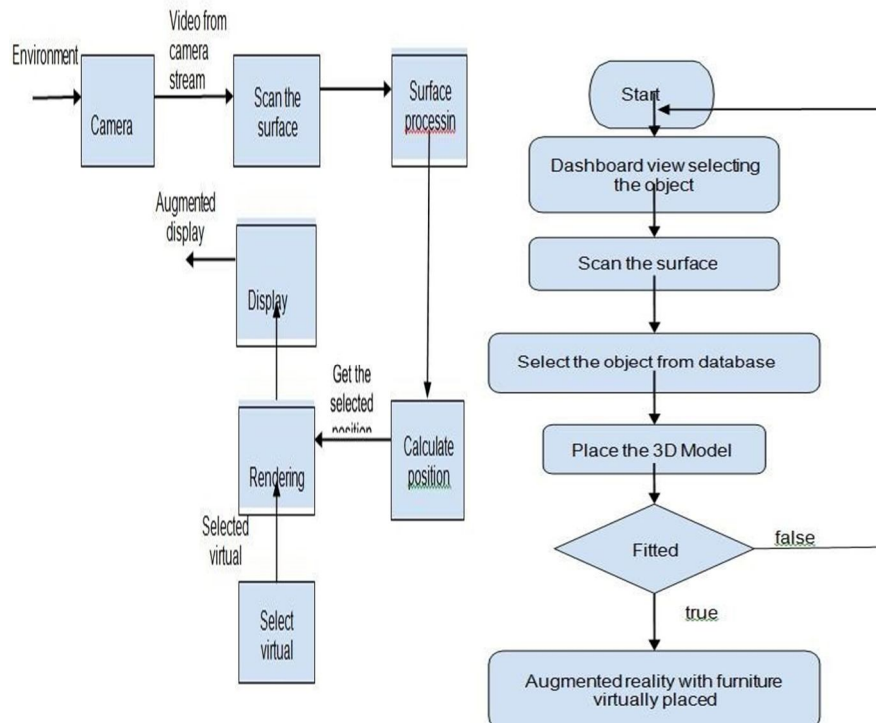 Environment
Video from
camera
stream
Camera
Scan the
surface
Surface
processin
Augmented
display
Display
Get the
selected
position
Calculate
position
Rendering
Selected
virtual
Select
virtual
Start
Dashboard view selecting
the object
Scan the surface
Select the object from database
Place the 3D Model
Fitted
false
true
Augmented reality with furniture
virtually placed